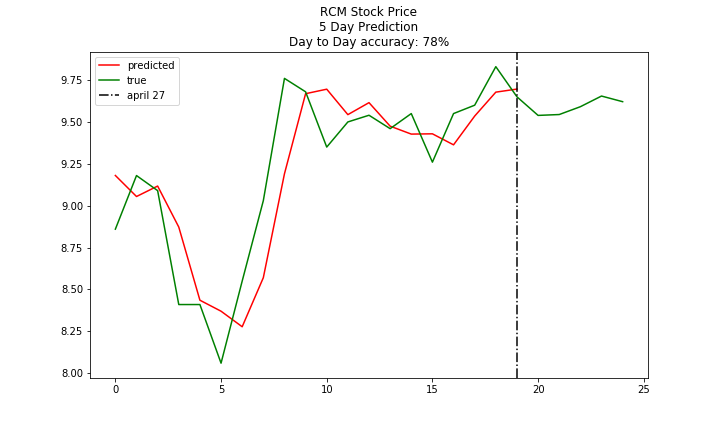 RCM Stock Price
5 Day Prediction
Day to Day accuracy: 78%
predicted
true
april 27
9.75
9.50
9.25
9.00
8.75
8.50
8.25
8.00
0 5 10 15 20 25